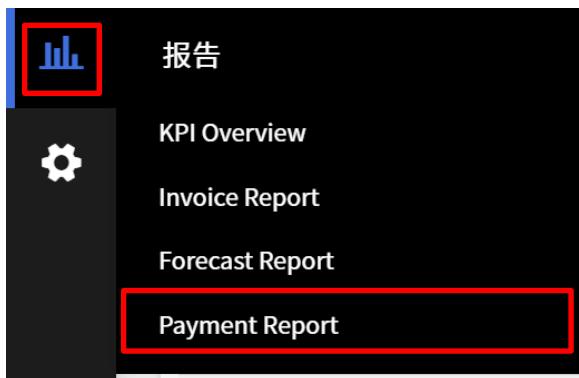 报告
KPI Overview
Invoice Report
Forecast Report
Payment Report